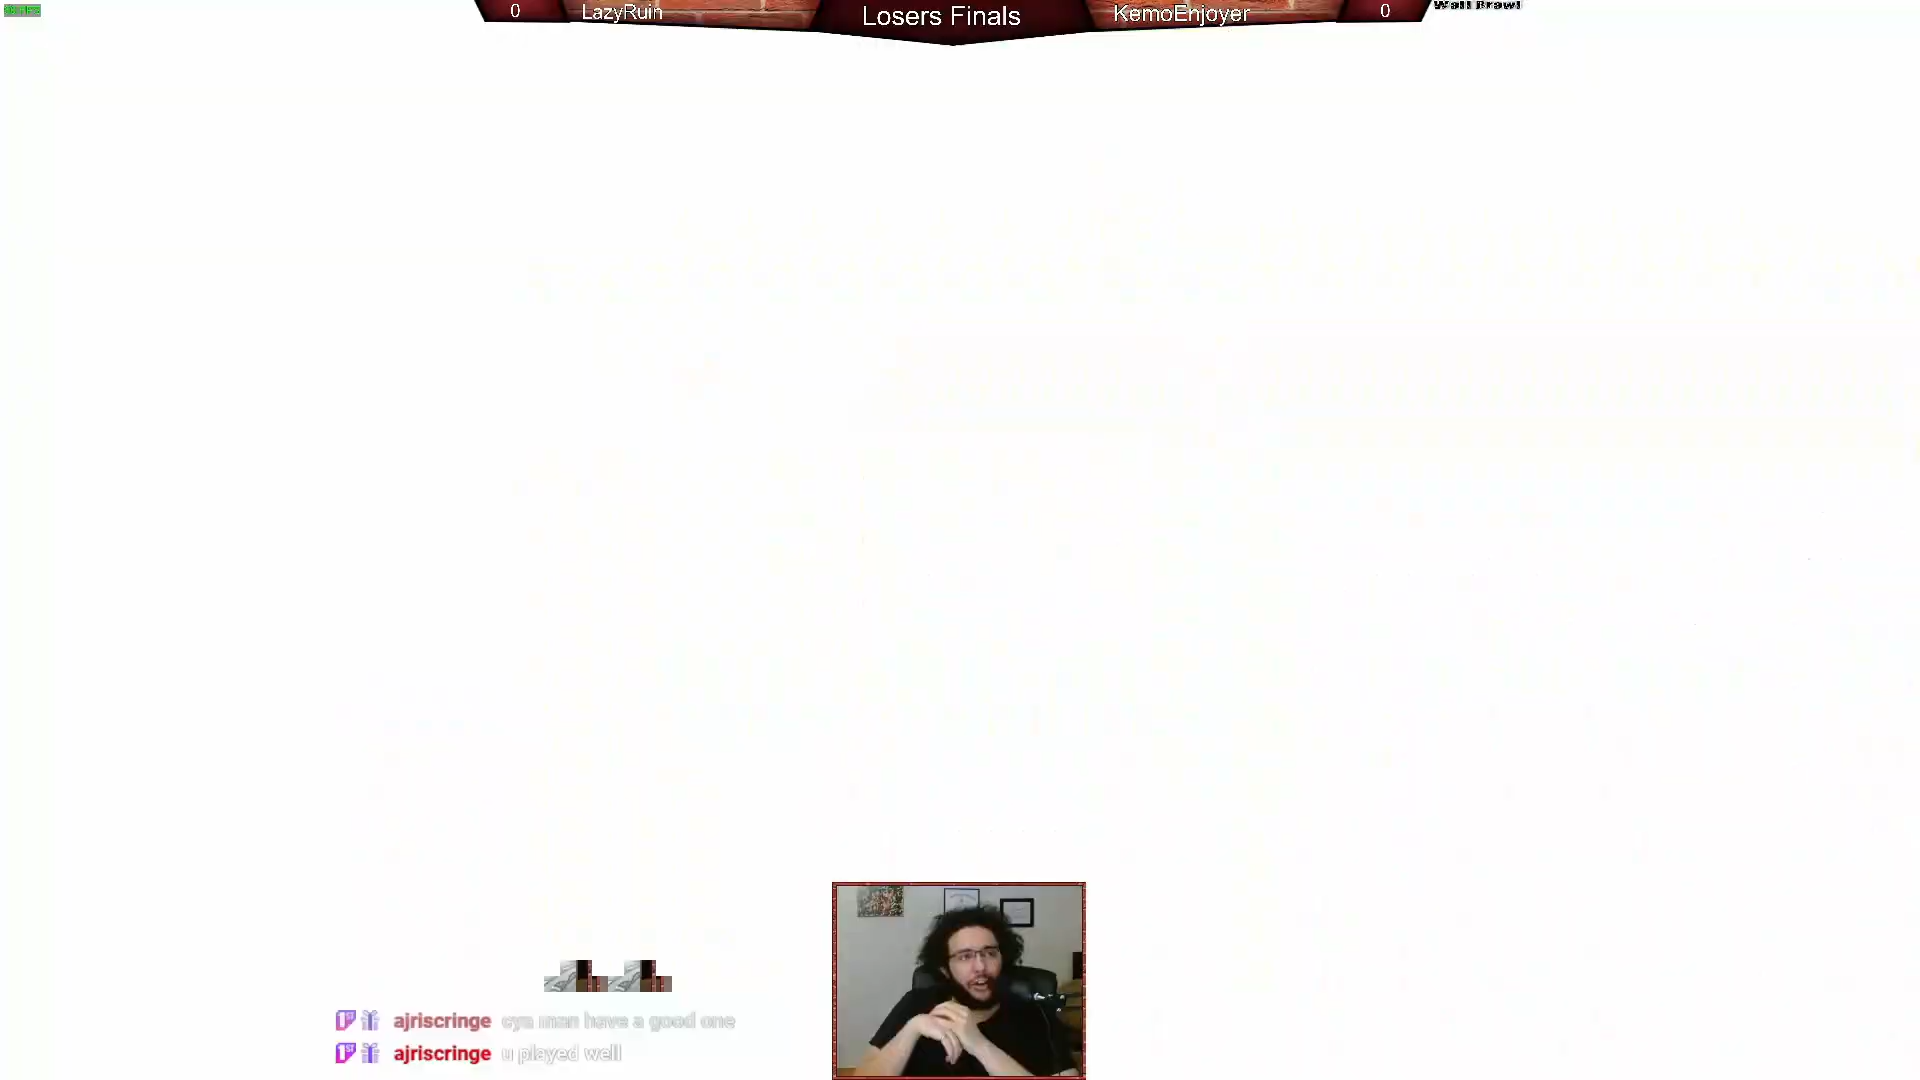 0 LazyRuin Losers Finals KemoEnjoyer 0 Wall Brawl
ajriscringe cya man have a good one
ajriscringe u played well